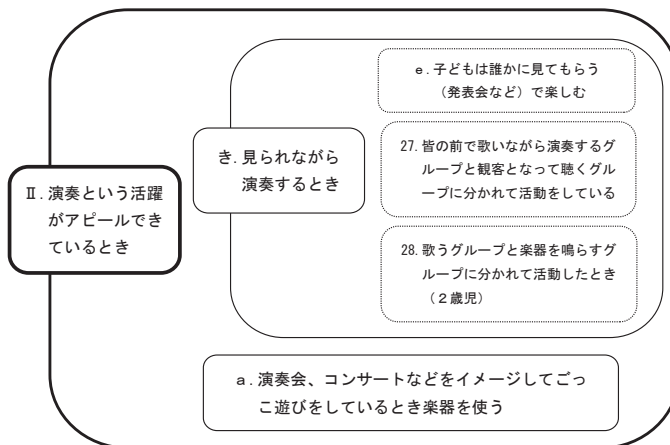 Ⅱ. 演奏という活躍
がアピールでき
ているとき
き. 見られながら
演奏するとき
e. 子どもは誰かに見てもらう
（発表会など）で楽しむ
27. 皆の前で歌いながら演奏するグ
ループと観客となって聴くグル
ープに分かれて活動をしている
28. 歌うグループと楽器を鳴らすグ
ループに分かれて活動したとき
（２歳児）
a. 演奏会、コンサートなどをイメージしてごっ
こ遊びをしているとき楽器を使う